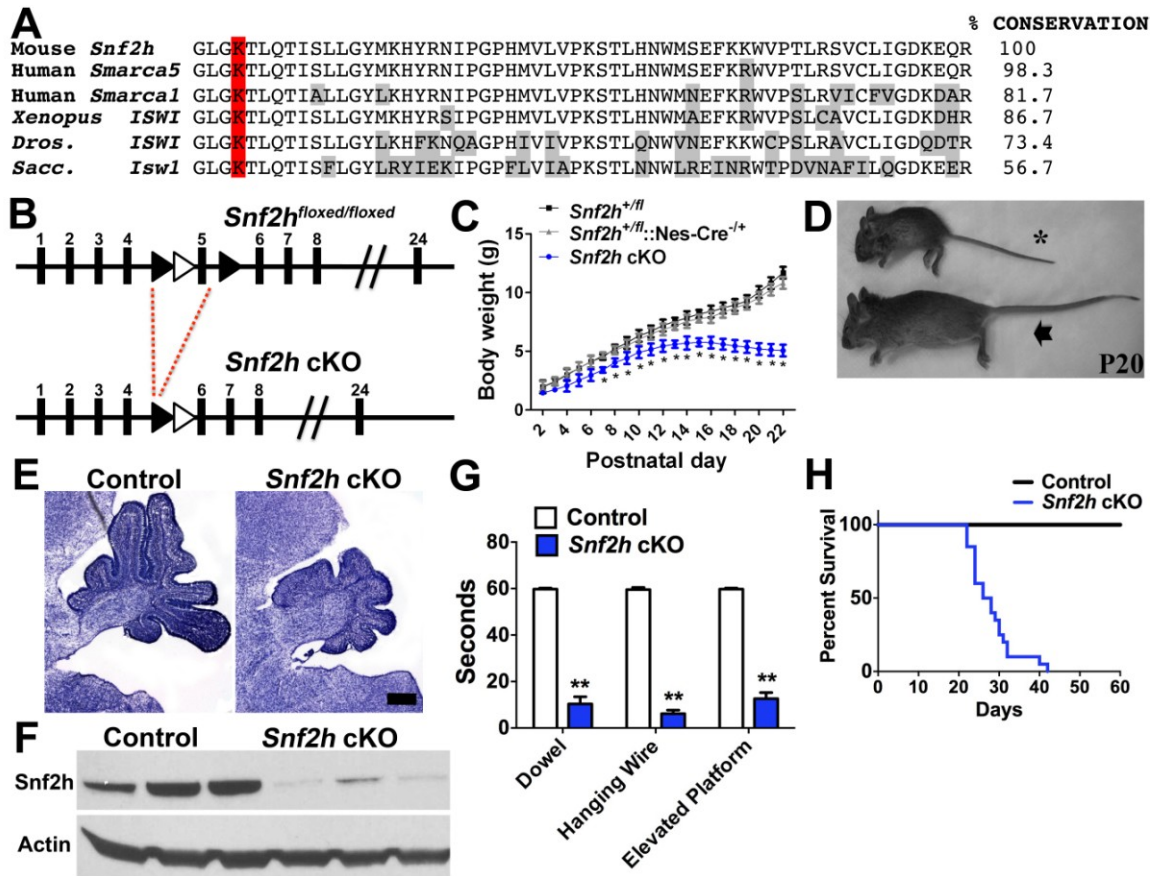 A
% CONSERVATION
Mouse Snf2h GLGKTLQTISLLGYMKHYRNIPGPHMVLVPKSTLHNWMSEFKKWVPTLRSVCLIGDKEQR 100
Human Smarca5 GLGKTLQTISLLGYMKHYRNIPGPHMVLVPKSTLHNWMSEFKRWVPTLRSVCLIGDKEQR 98.3
Human Smarca1 GLGKTLQTIALLGYLKHYRNIPGPHMVLVPKSTLHNWMNEFKRWVPSLRVICFVGDKDAR 81.7
Xenopus ISWI GLGKTLQTISLLGYMKHYRSIPGPHMVLVPKSTLHNWMAEFKRWVPSLCAVCLIGDKDHR 86.7
Dros. ISWI GLGKTLQTISLLGYLKHFKNQAGPHIVIVPKSTLQNWVNEFKKWCPSLRAVCLIGDQDTR 73.4
Sacc. Isw1 GLGKTLQTISFLGYLRYIEKIPGPFLVIAPKSTLNNWLREINRWTPDVNAFILQGDKEER 56.7
B
Snf2h floxed/floxed
1 2 3 4 5 6 7 8 24
Snf2h cKO
1 2 3 4 6 7 8 24
C
Snf2h+/fl
Snf2h+/fl::Nes-Cre-/+
Snf2h cKO
Body weight (g)
15
10
5
0
* * * * * * * * * * * * * * * *
2 4 6 8 10 12 14 16 18 20 22
Postnatal day
D
*
P20
E
Control Snf2h cKO
F
Control Snf2h cKO
Snf2h
Actin
G
Control
Snf2h cKO
Seconds
80
60
40
20
0
** ** **
Dowel
Hanging Wire
Elevated Platform
H
Control
Snf2h cKO
Percent Survival
100
50
0
0 10 20 30 40 50 60
Days